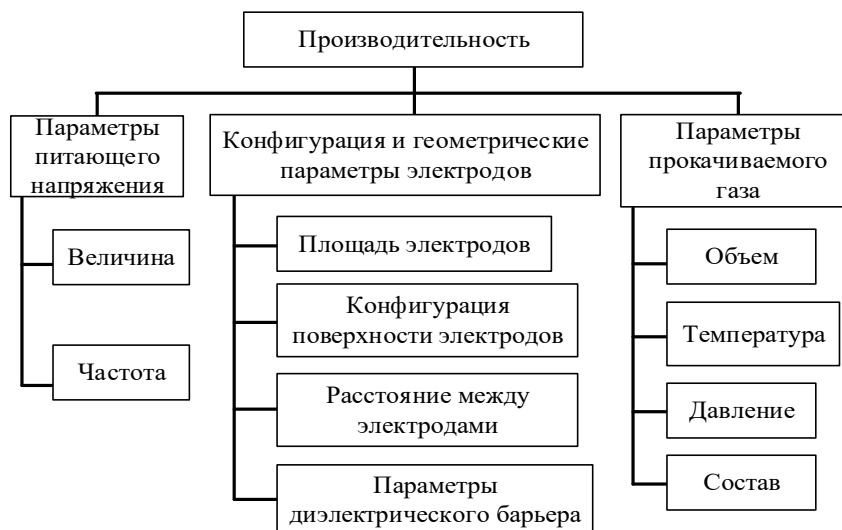 Производительность
Параметры
питающего
напряжения
Величина
Частота
Конфигурация и геометрические
параметры электродов
Площадь электродов
Конфигурация
поверхности электродов
Расстояние между
электродами
Параметры
диэлектрического барьера
Параметры
прокачиваемого
газа
Объем
Температура
Давление
Состав